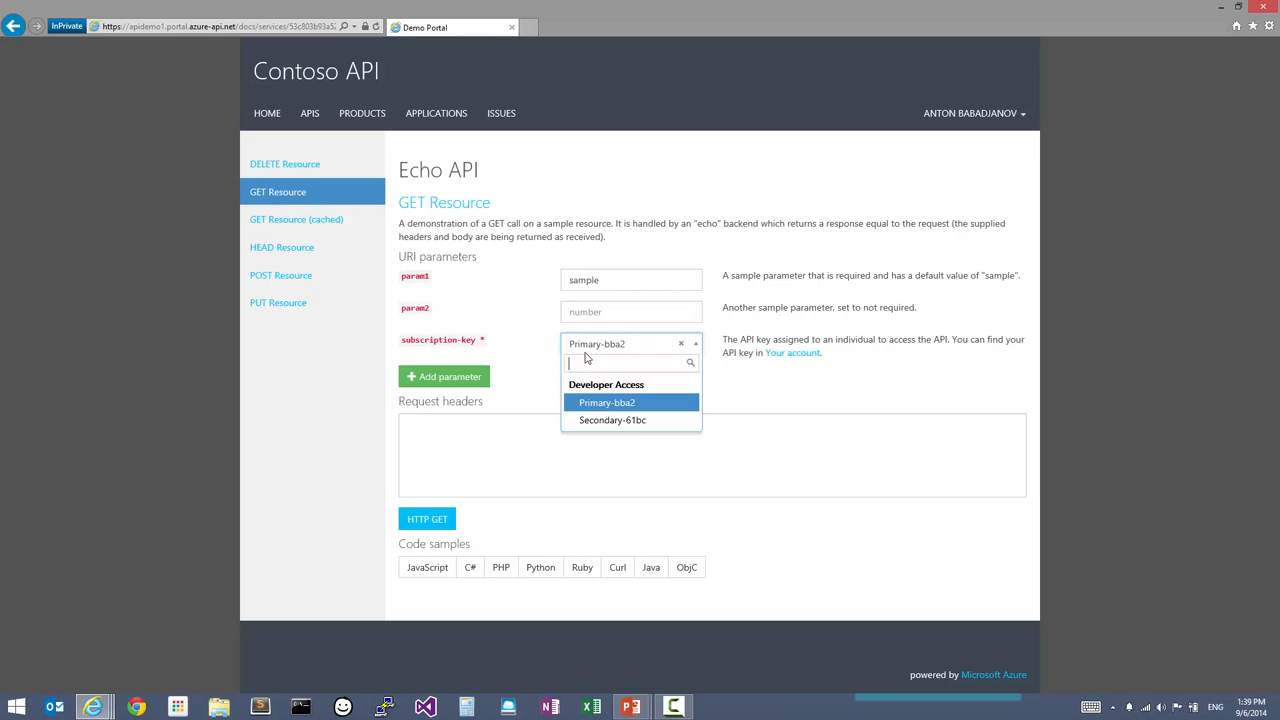 InPrivate
https://apidemo1.portal.azure-api.net/docs/services/53c803b93a52
Demo Portal
Contoso API
HOME APIS PRODUCTS APPLICATIONS ISSUES
ANTON BABADJANOV
DELETE Resource
GET Resource
GET Resource (cached)
HEAD Resource
POST Resource
PUT Resource
Echo API
GET Resource
A demonstration of a GET call on a sample resource. It is handled by an "echo" backend which returns a response equal to the request (the supplied
headers and body are being returned as received).
URI parameters
param1
sample
A sample parameter that is required and has a default value of "sample".
param2
number
Another sample parameter, set to not required.
subscription-key *
Primary-bba2
The API key assigned to an individual to access the API. You can find your
API key in Your account.
Developer Access
Primary-bba2
Secondary-61bc
Add parameter
Request headers
HTTP GET
Code samples
JavaScript C# PHP Python Ruby Curl Java ObjC
powered by Microsoft Azure
ENG
1:39 PM
9/6/2014